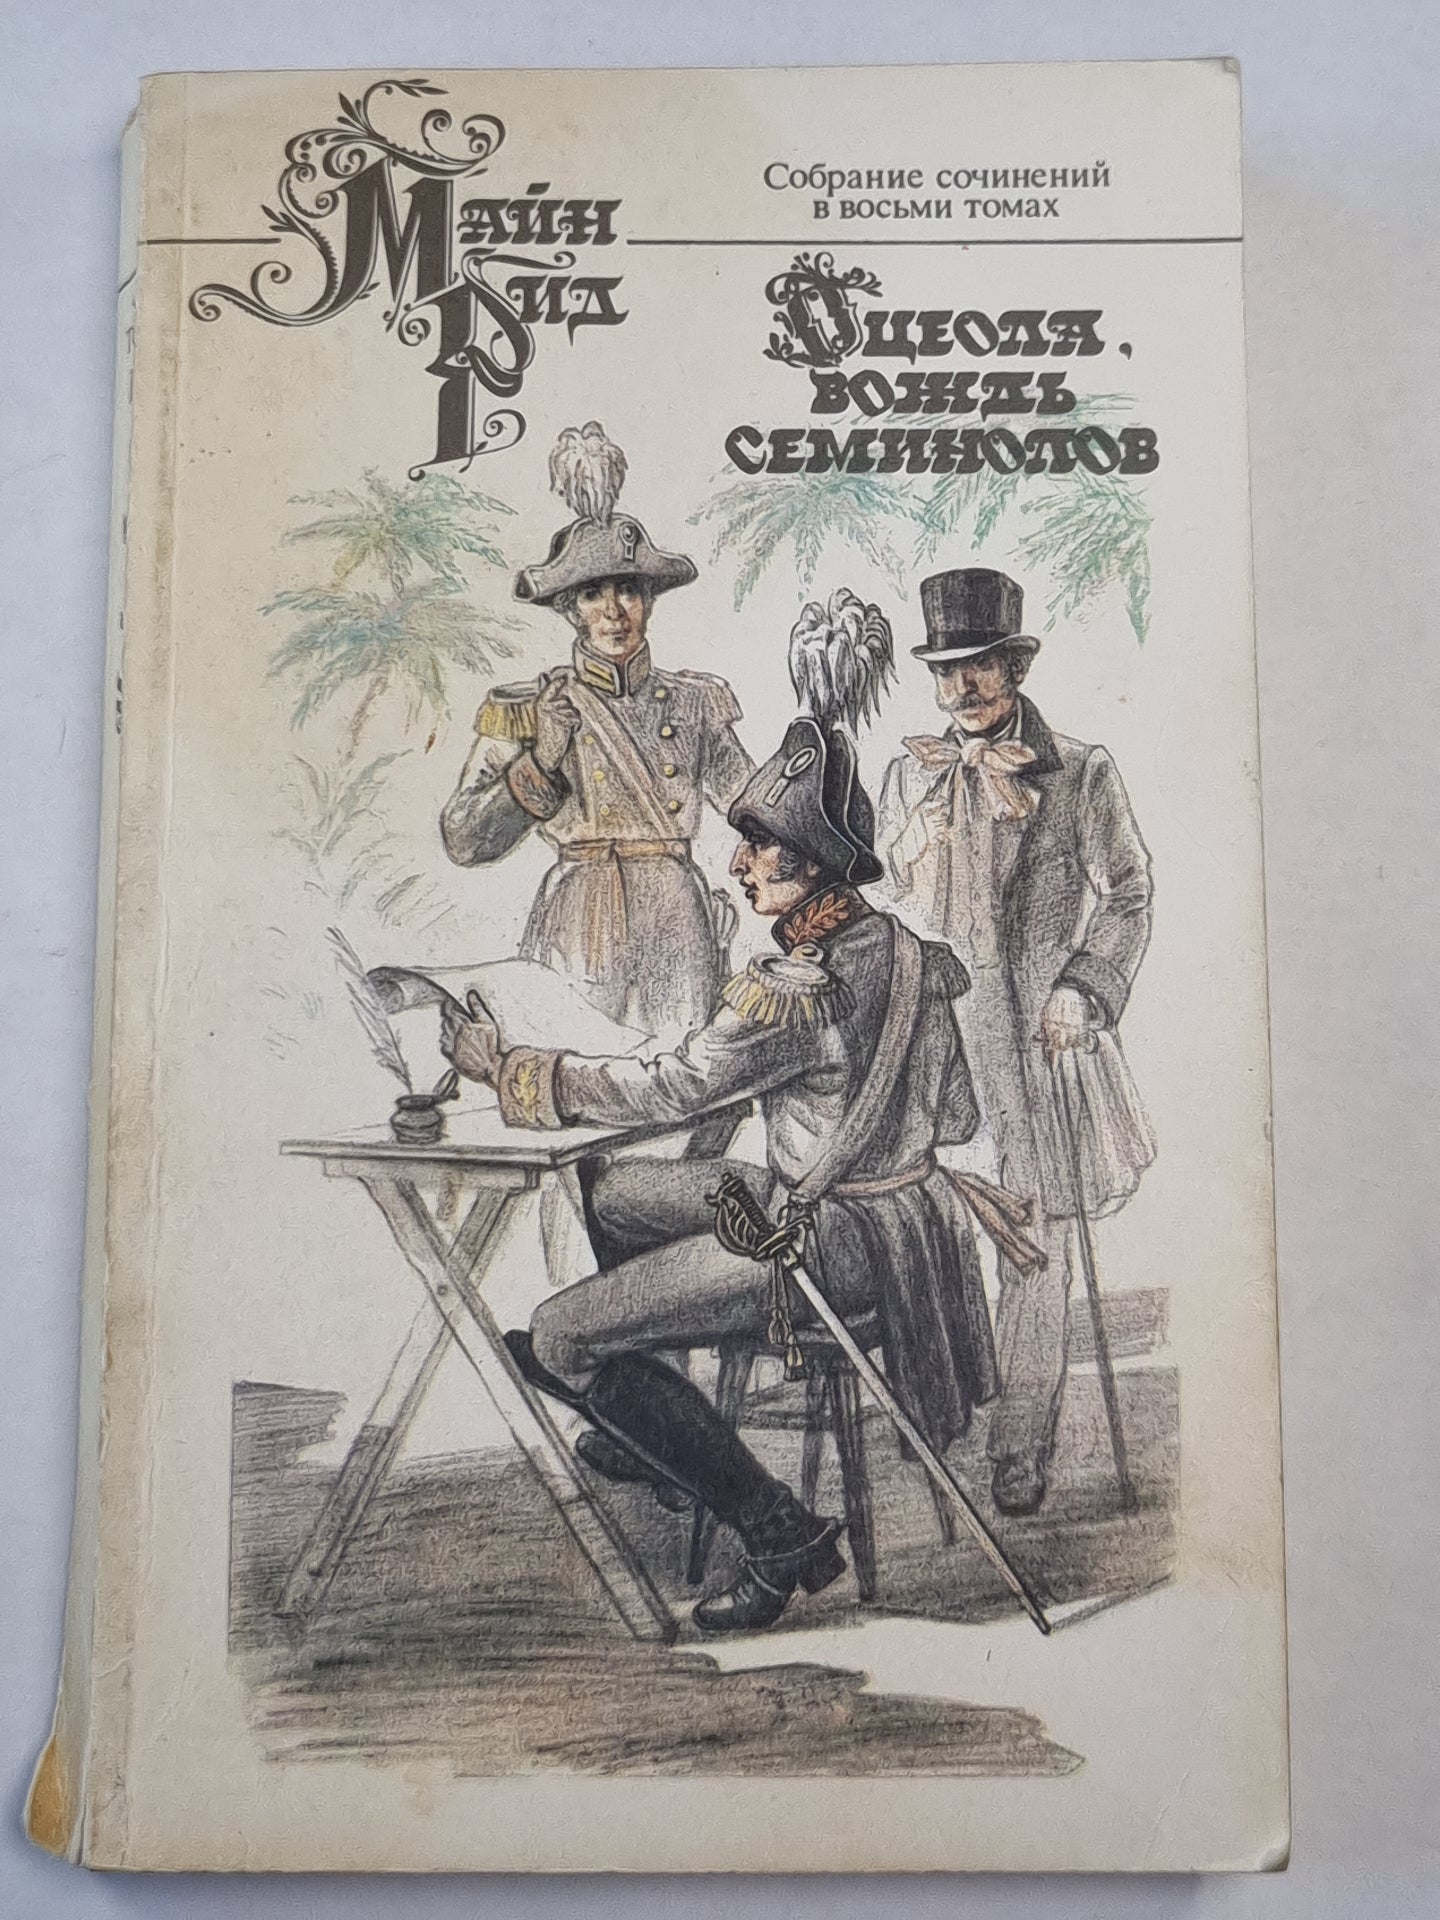 Майн
Рид
Собрание сочинений
в восьми томах
Оцеола,
вождь
семинолов